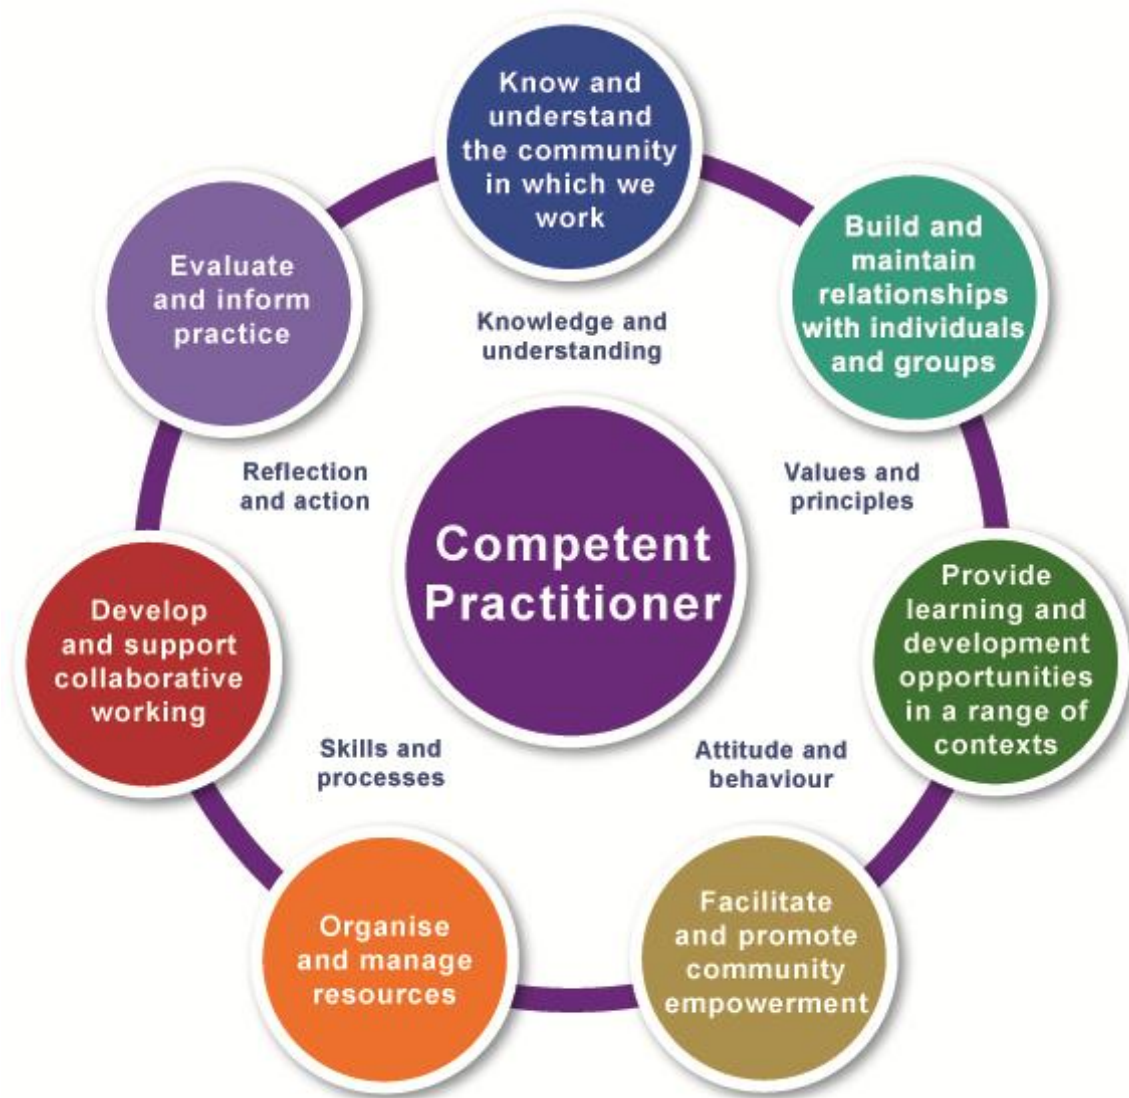 Know and
understand
the community
in which we
work
Build and
maintain
relationships
with individuals
and groups
Provide
learning and
development
opportunities
in a range of
contexts
Facilitate
and promote
community
empowerment
Organise
and manage
resources
Develop
and support
collaborative
working
Evaluate
and inform
practice
Knowledge and
understanding
Values and
principles
Attitude and
behaviour
Skills and
processes
Reflection
and action
Competent
Practitioner